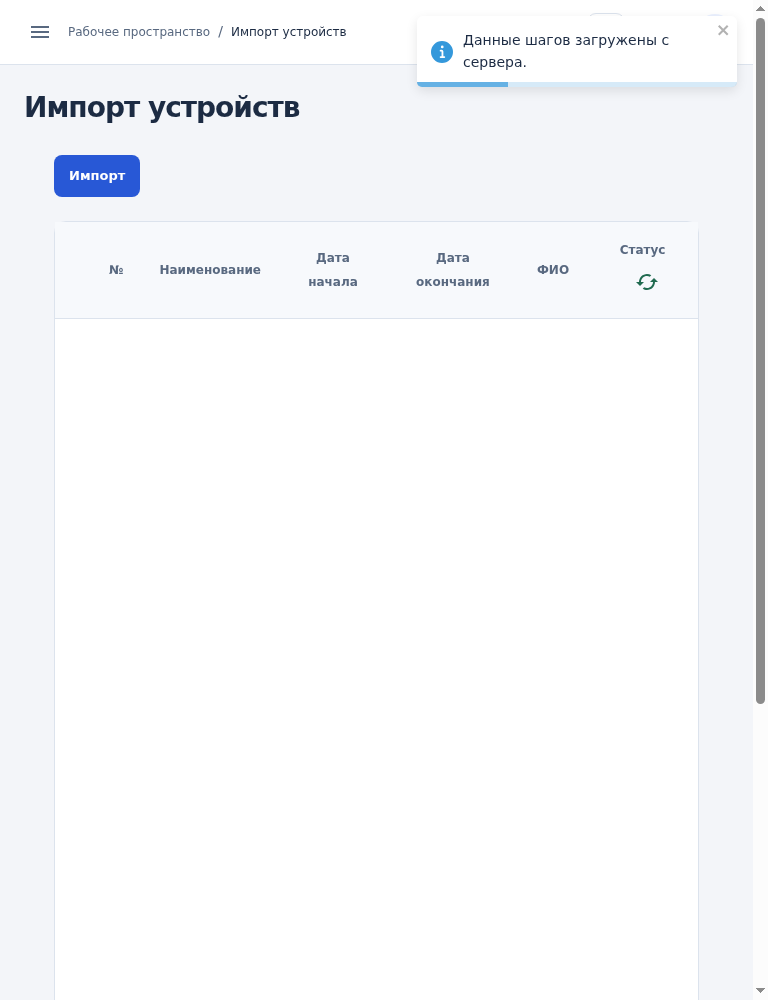 Рабочее пространство / Импорт устройств
Данные шагов загружены с
сервера.
Импорт устройств
Импорт
№
Наименование
Дата
начала
Дата
окончания
ФИО
Статус